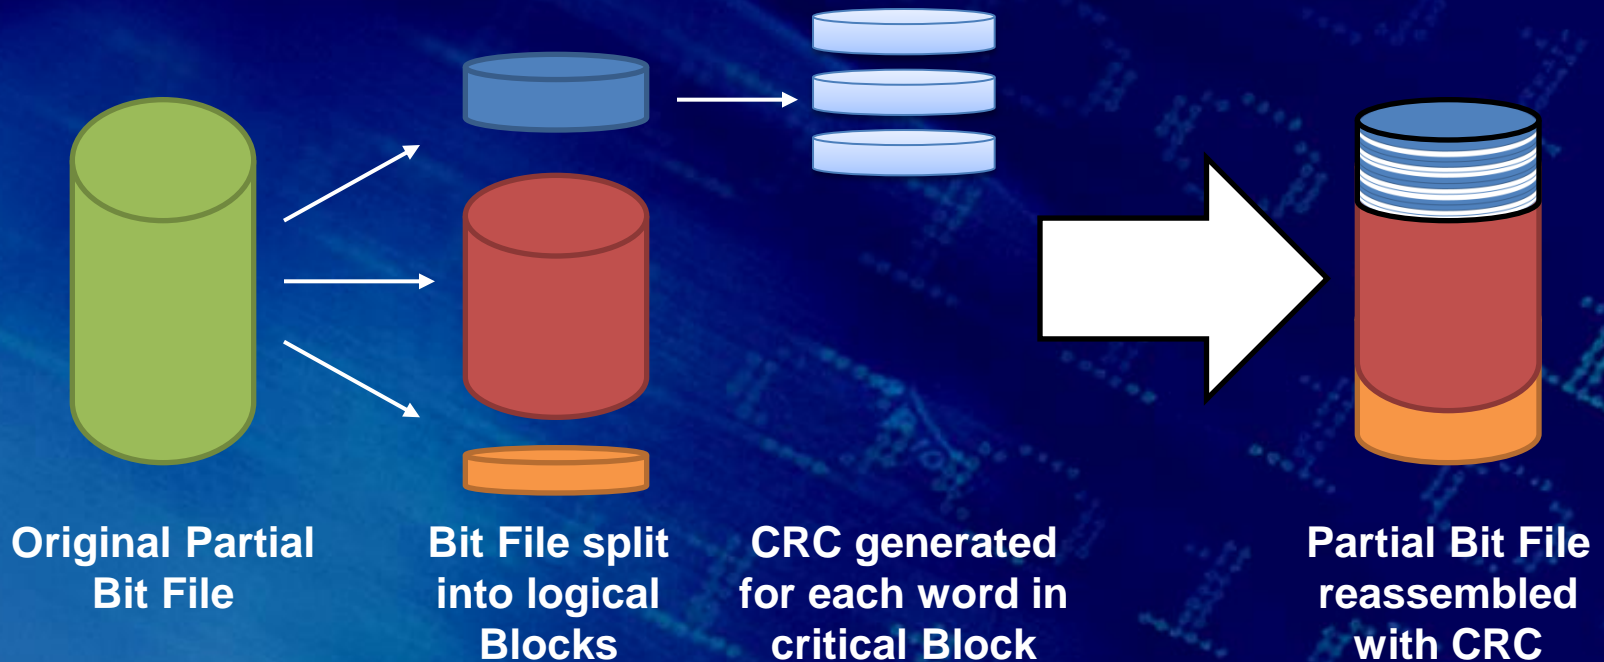 Original Partial
Bit File
Bit File split
into logical
Blocks
CRC generated
for each word in
critical Block
Partial Bit File
reassembled
with CRC